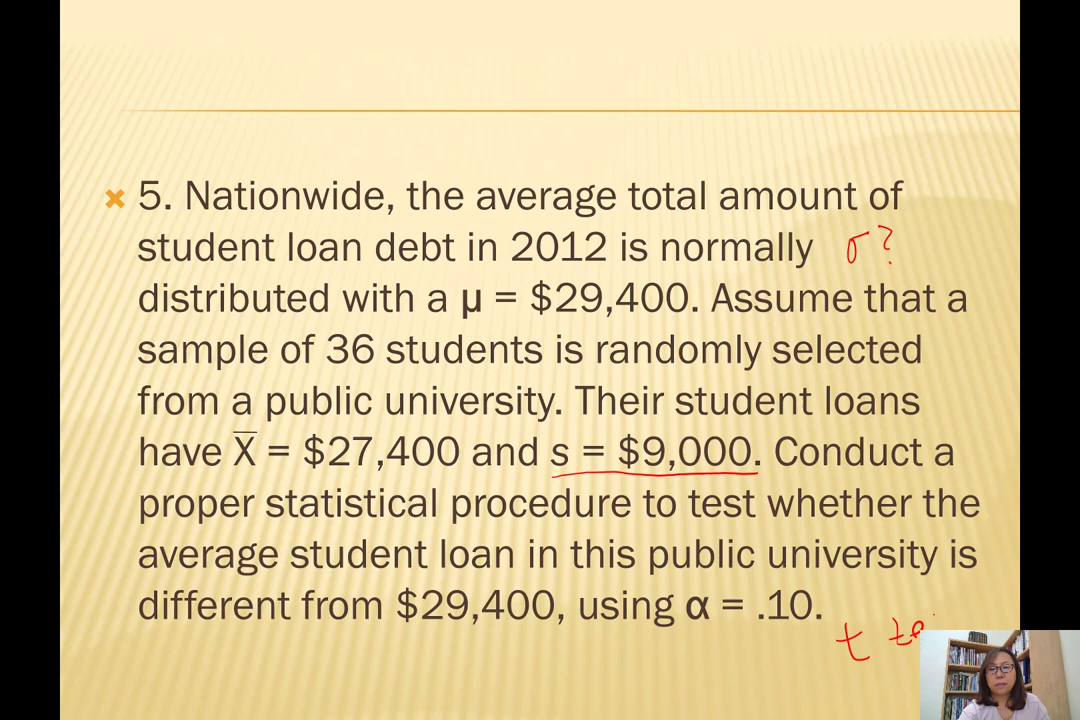 5. Nationwide, the average total amount of
student loan debt in 2012 is normally σ?
distributed with a μ = $29,400. Assume that a
sample of 36 students is randomly selected
from a public university. Their student loans
have X̅ = $27,400 and s = $9,000. Conduct a
proper statistical procedure to test whether the
average student loan in this public university is
different from $29,400, using α = .10.
t te